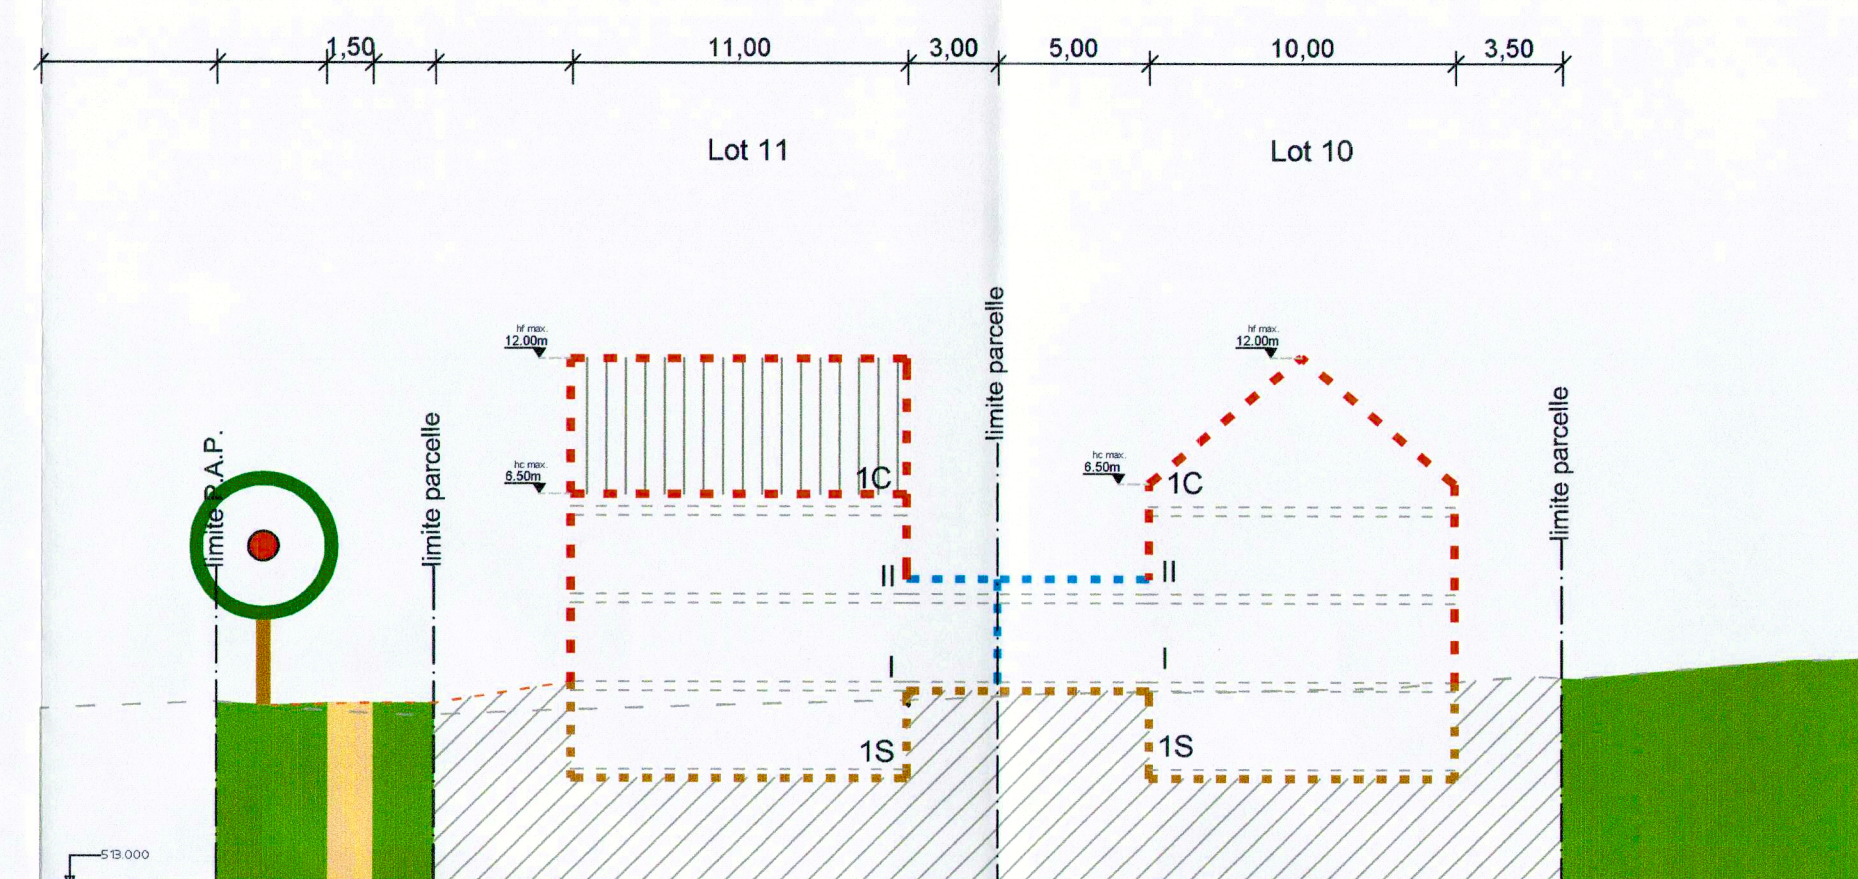 1,50
11,00
3,00
5,00
10,00
3,50
Lot 11
Lot 10
hf max.
12.00m
hf max.
12.00m
hc max.
6.50m
hc max.
6.50m
limite P.A.P.
limite parcelle
limite parcelle
limite parcelle
1C
1C
II
II
I
I
1S
1S
513.000